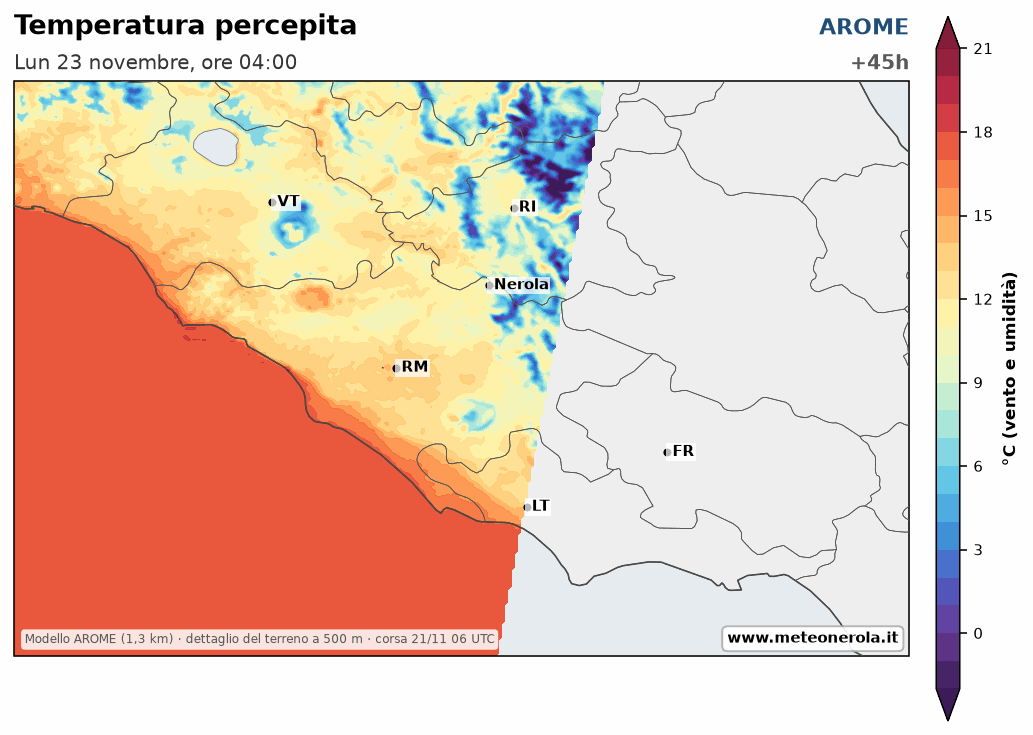 Temperatura percepita
AROME
Lun 23 novembre, ore 04:00
+45h
VT
RI
Nerola
RM
FR
LT
21
18
15
12
9
6
3
0
°C (vento e umidità)
Modello AROME (1,3 km) · dettaglio del terreno a 500 m · corsa 21/11 06 UTC
www.meteonerola.it